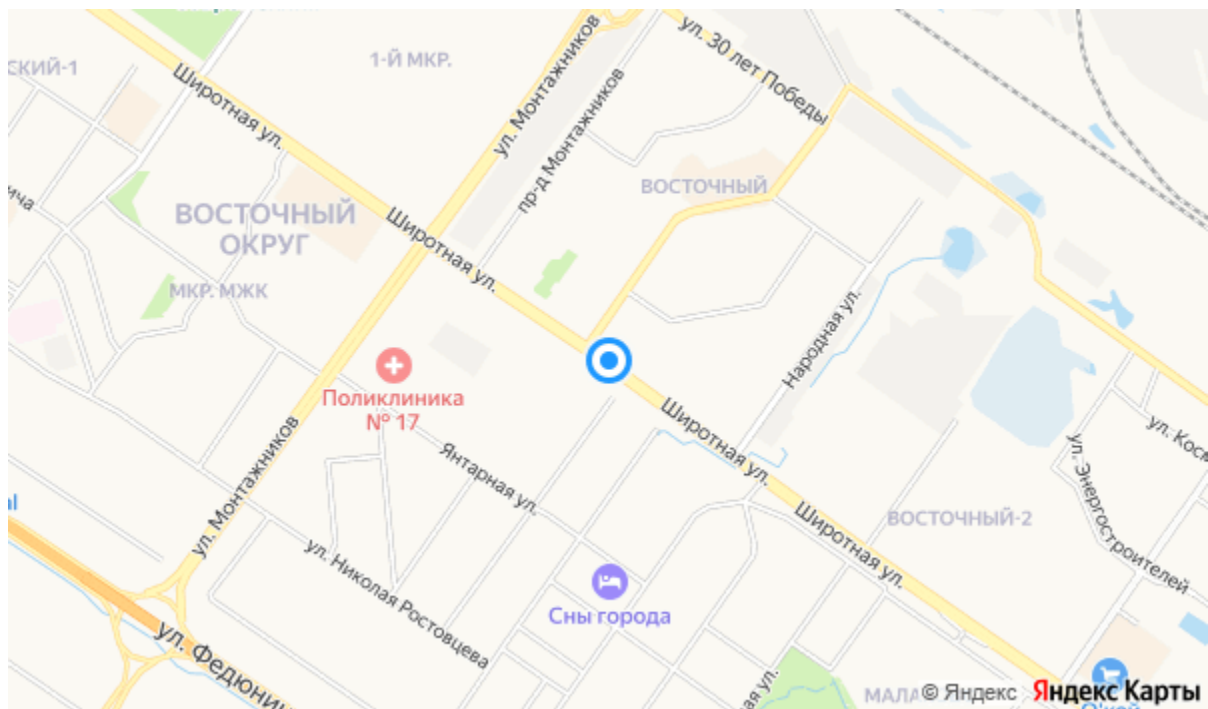 ул. 30 лет Победы
1-Й МКР.
Широтная ул.
ул. Монтажников
пр-д Монтажников
ВОСТОЧНЫЙ
ВОСТОЧНЫЙ
ОКРУГ
Широтная ул.
МКР. МЖК
Народная ул.
Поликлиника
№ 17
Широтная ул.
ул. Монтажников
Янтарная ул.
ул. Энергостроителей
Широтная ул.
ВОСТОЧНЫЙ-2
ул. Николая Ростовцева
Сны города
ул.
© Яндекс
Яндекс Карты